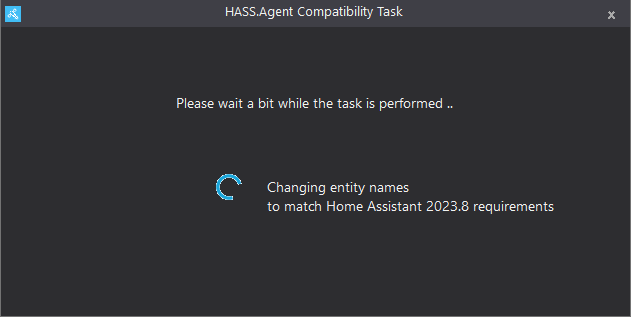 HASS.Agent Compatibility Task
Please wait a bit while the task is performed ..
Changing entity names
to match Home Assistant 2023.8 requirements